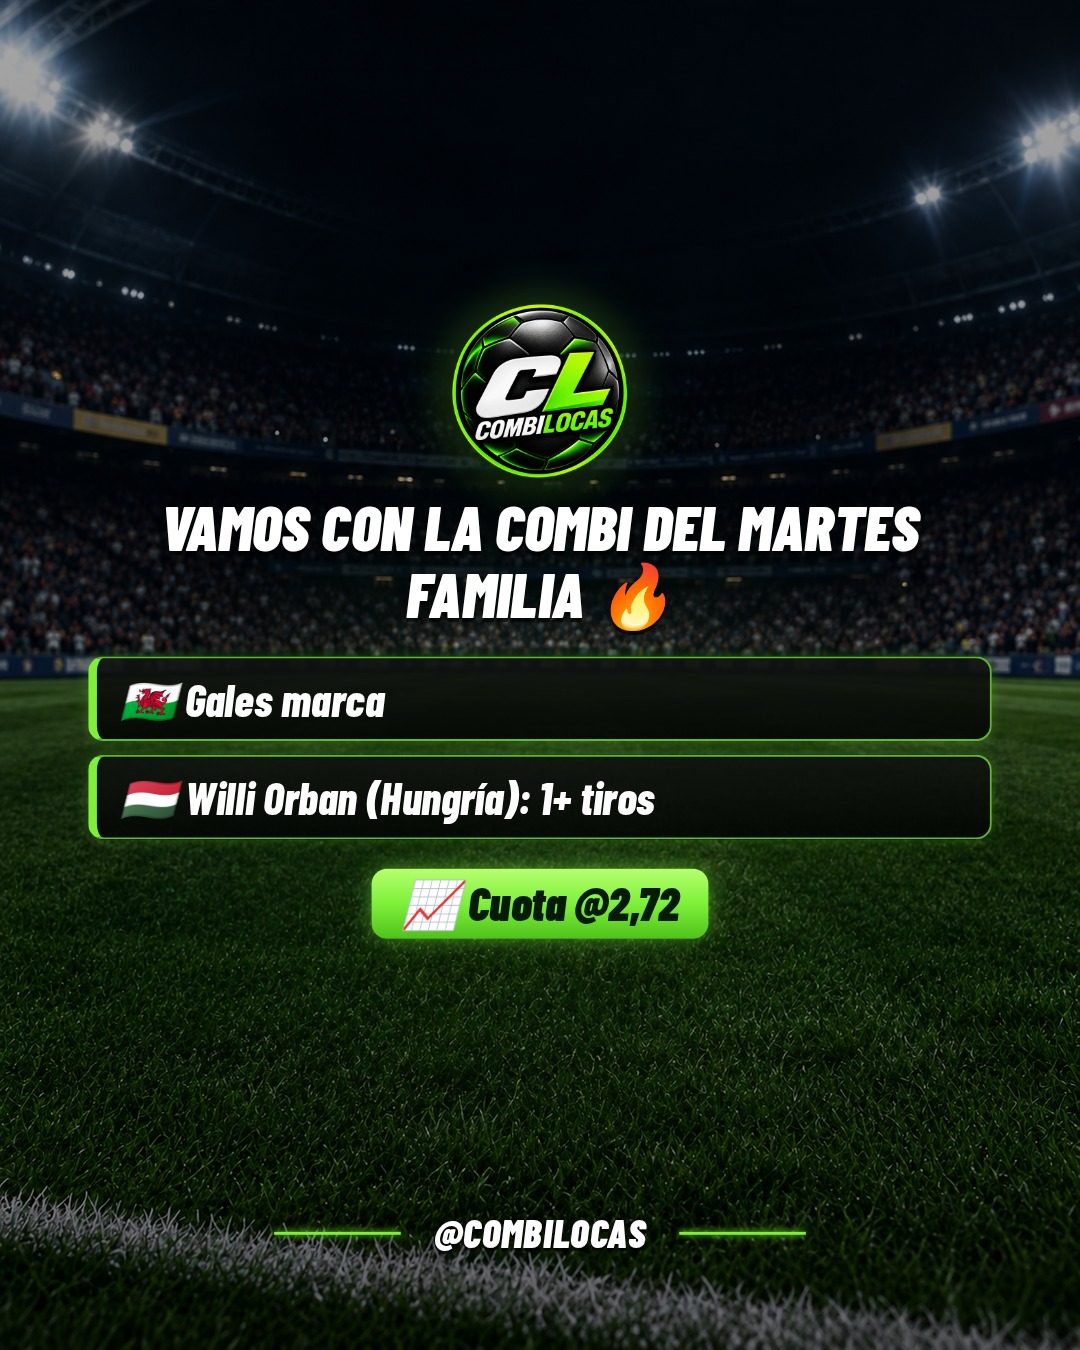 CL
COMBILOCAS
VAMOS CON LA COMBI DEL MARTES
FAMILIA 🔥
🏴󠁧󠁢󠁷󠁬󠁳󠁿 Gales marca
🇭🇺 Willi Orban (Hungría): 1+ tiros
📈 Cuota @2,72
@COMBILOCAS